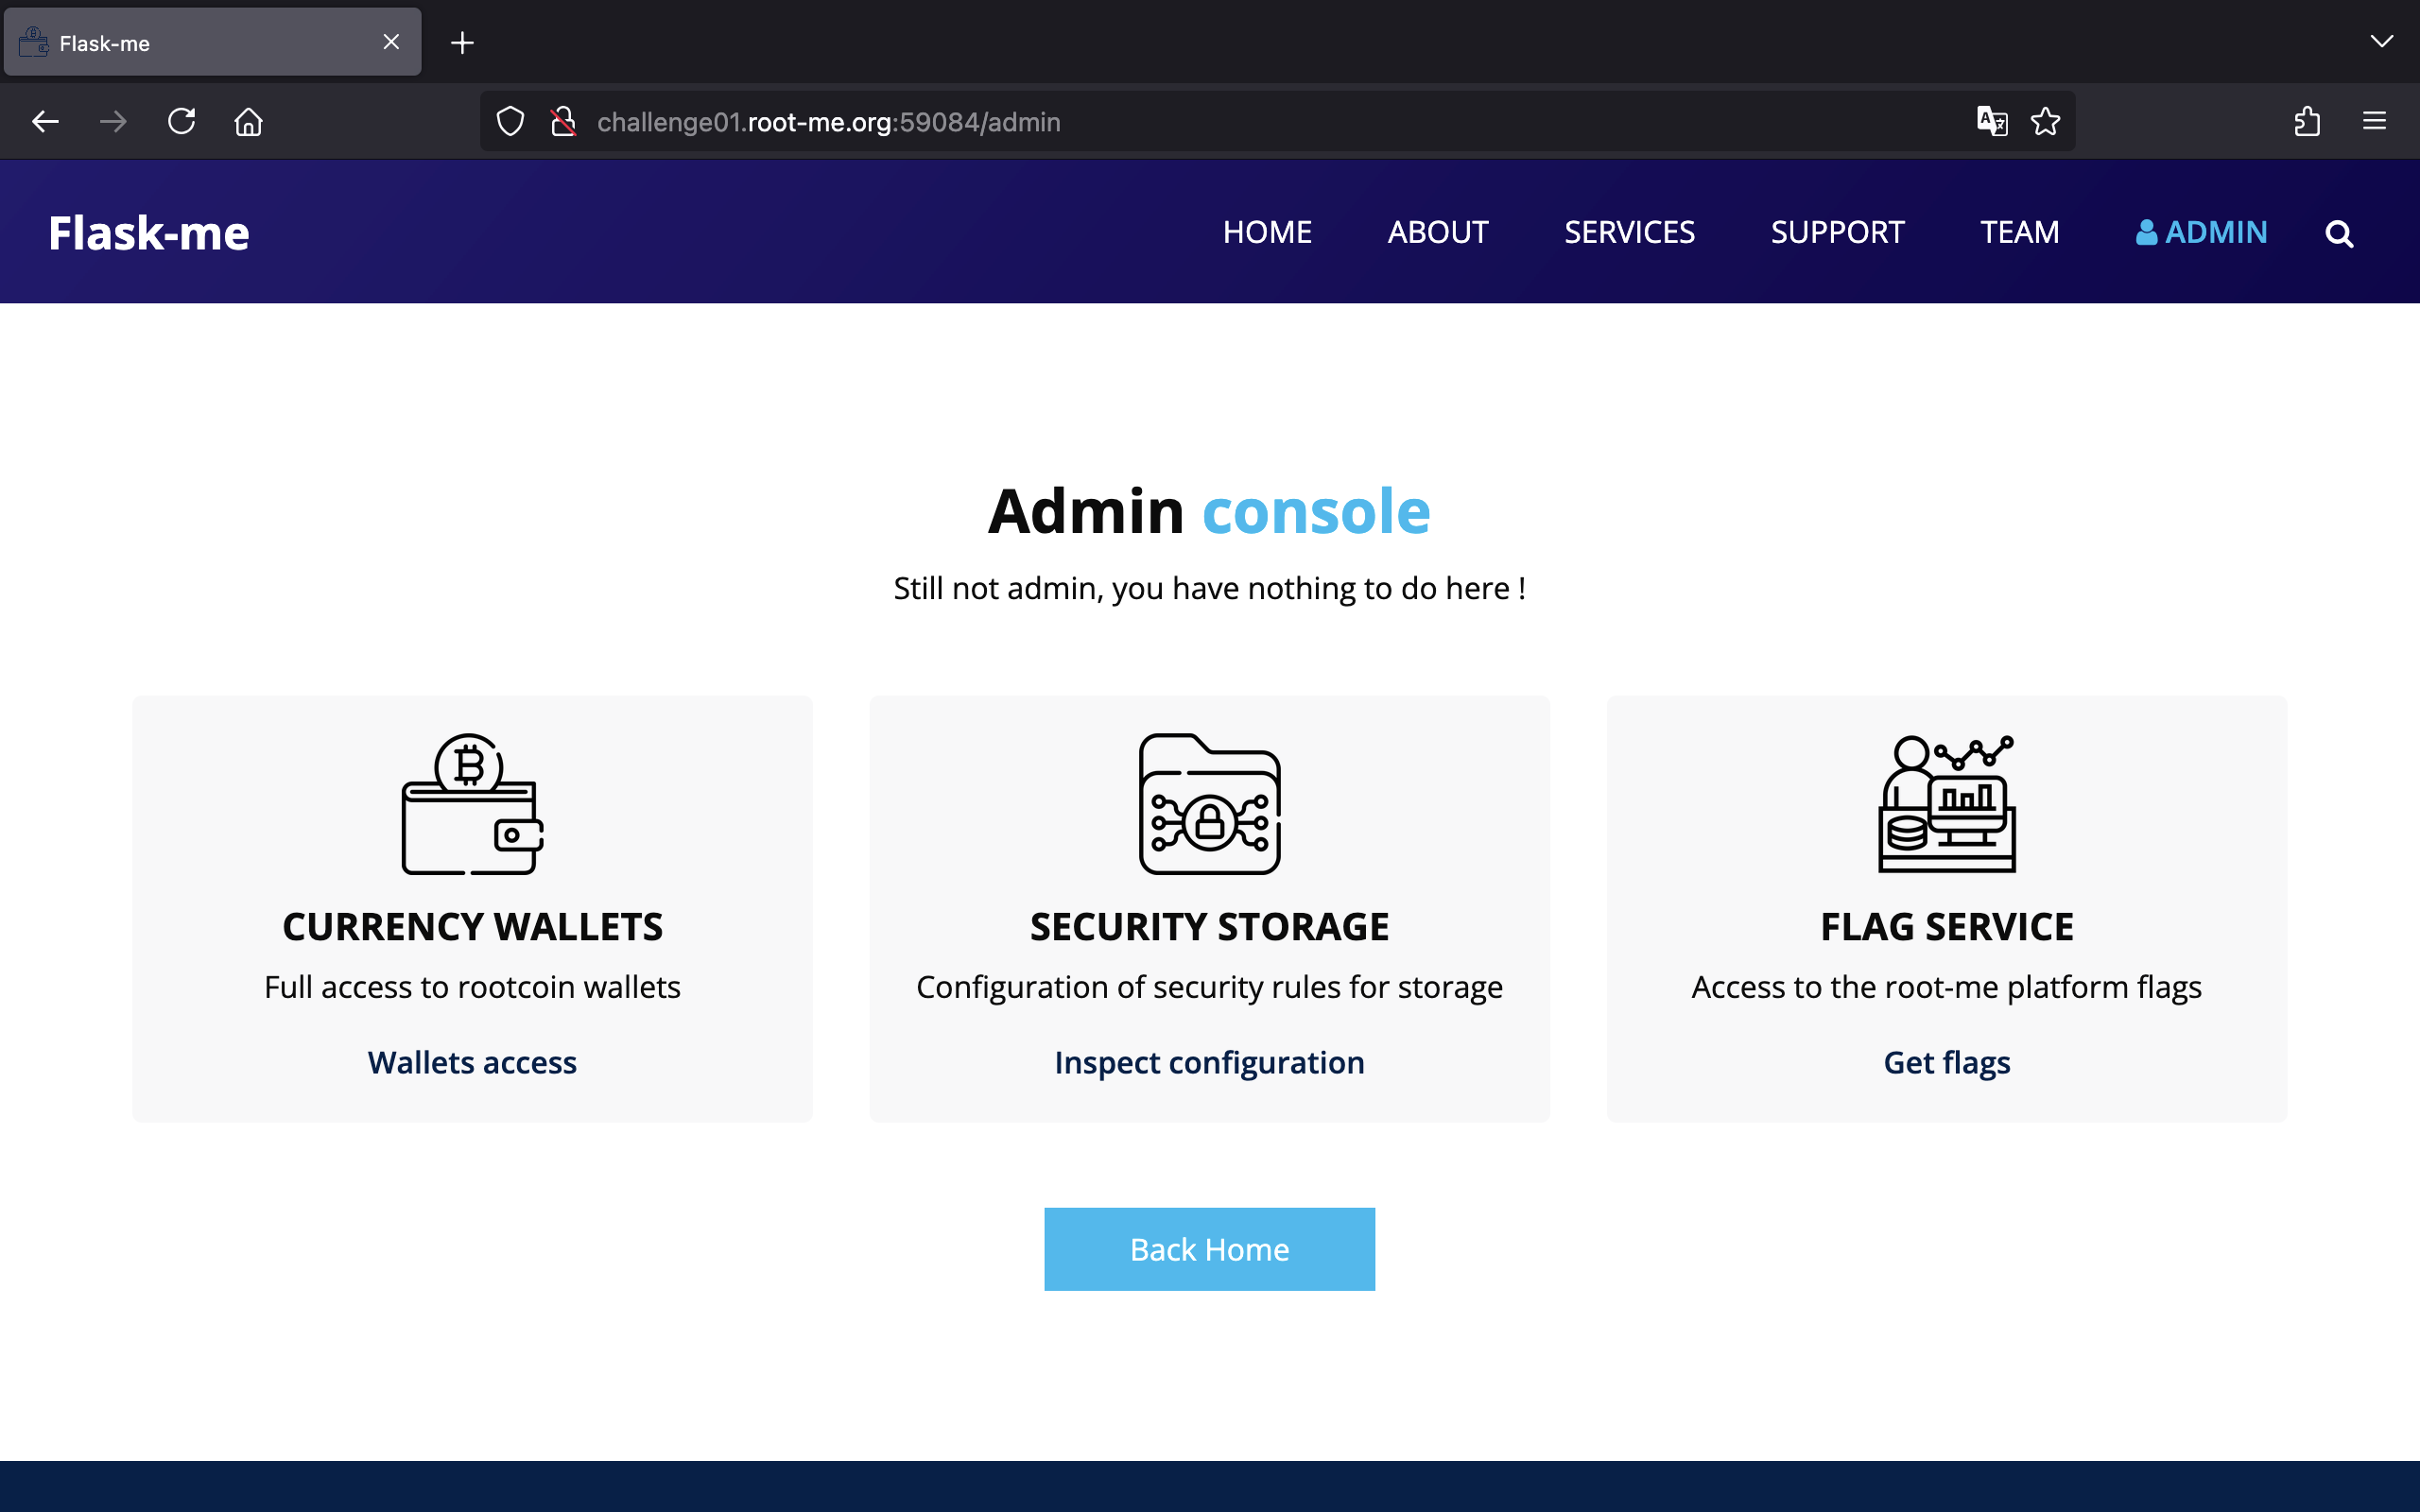 Flask-me
challenge01.root-me.org:59084/admin
Flask-me
HOME ABOUT SERVICES SUPPORT TEAM ADMIN
Admin console
Still not admin, you have nothing to do here !
CURRENCY WALLETS
Full access to rootcoin wallets
Wallets access
SECURITY STORAGE
Configuration of security rules for storage
Inspect configuration
FLAG SERVICE
Access to the root-me platform flags
Get flags
Back Home